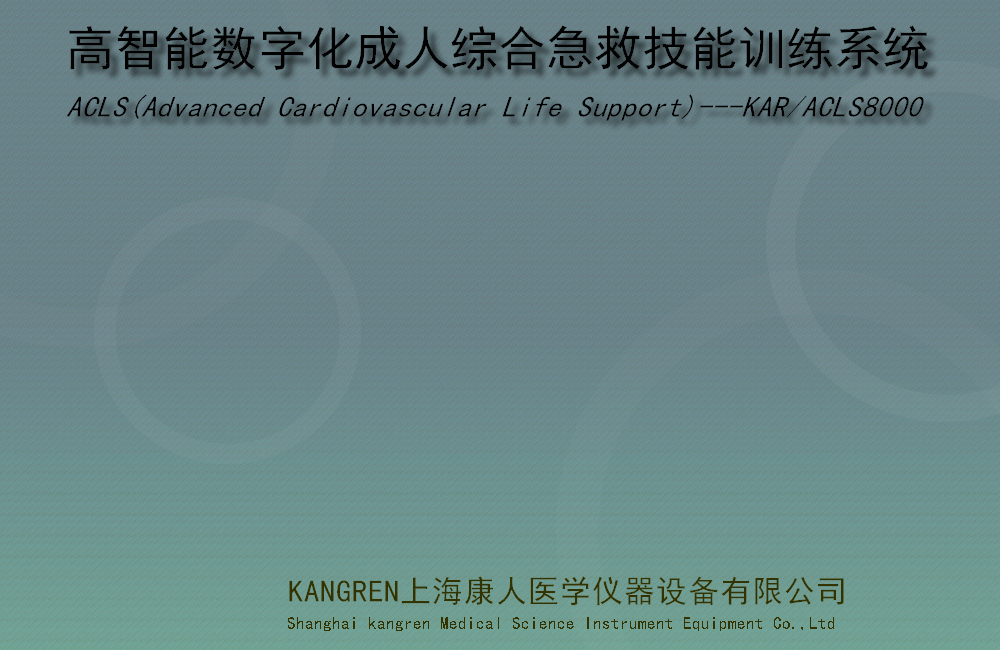 高智能数字化成人综合急救技能训练系统
ACLS(Advanced Cardiovascular Life Support)---KAR/ACLS8000
KANGREN上海康人医学仪器设备有限公司
Shanghai kangren Medical Science Instrument Equipment Co.,Ltd